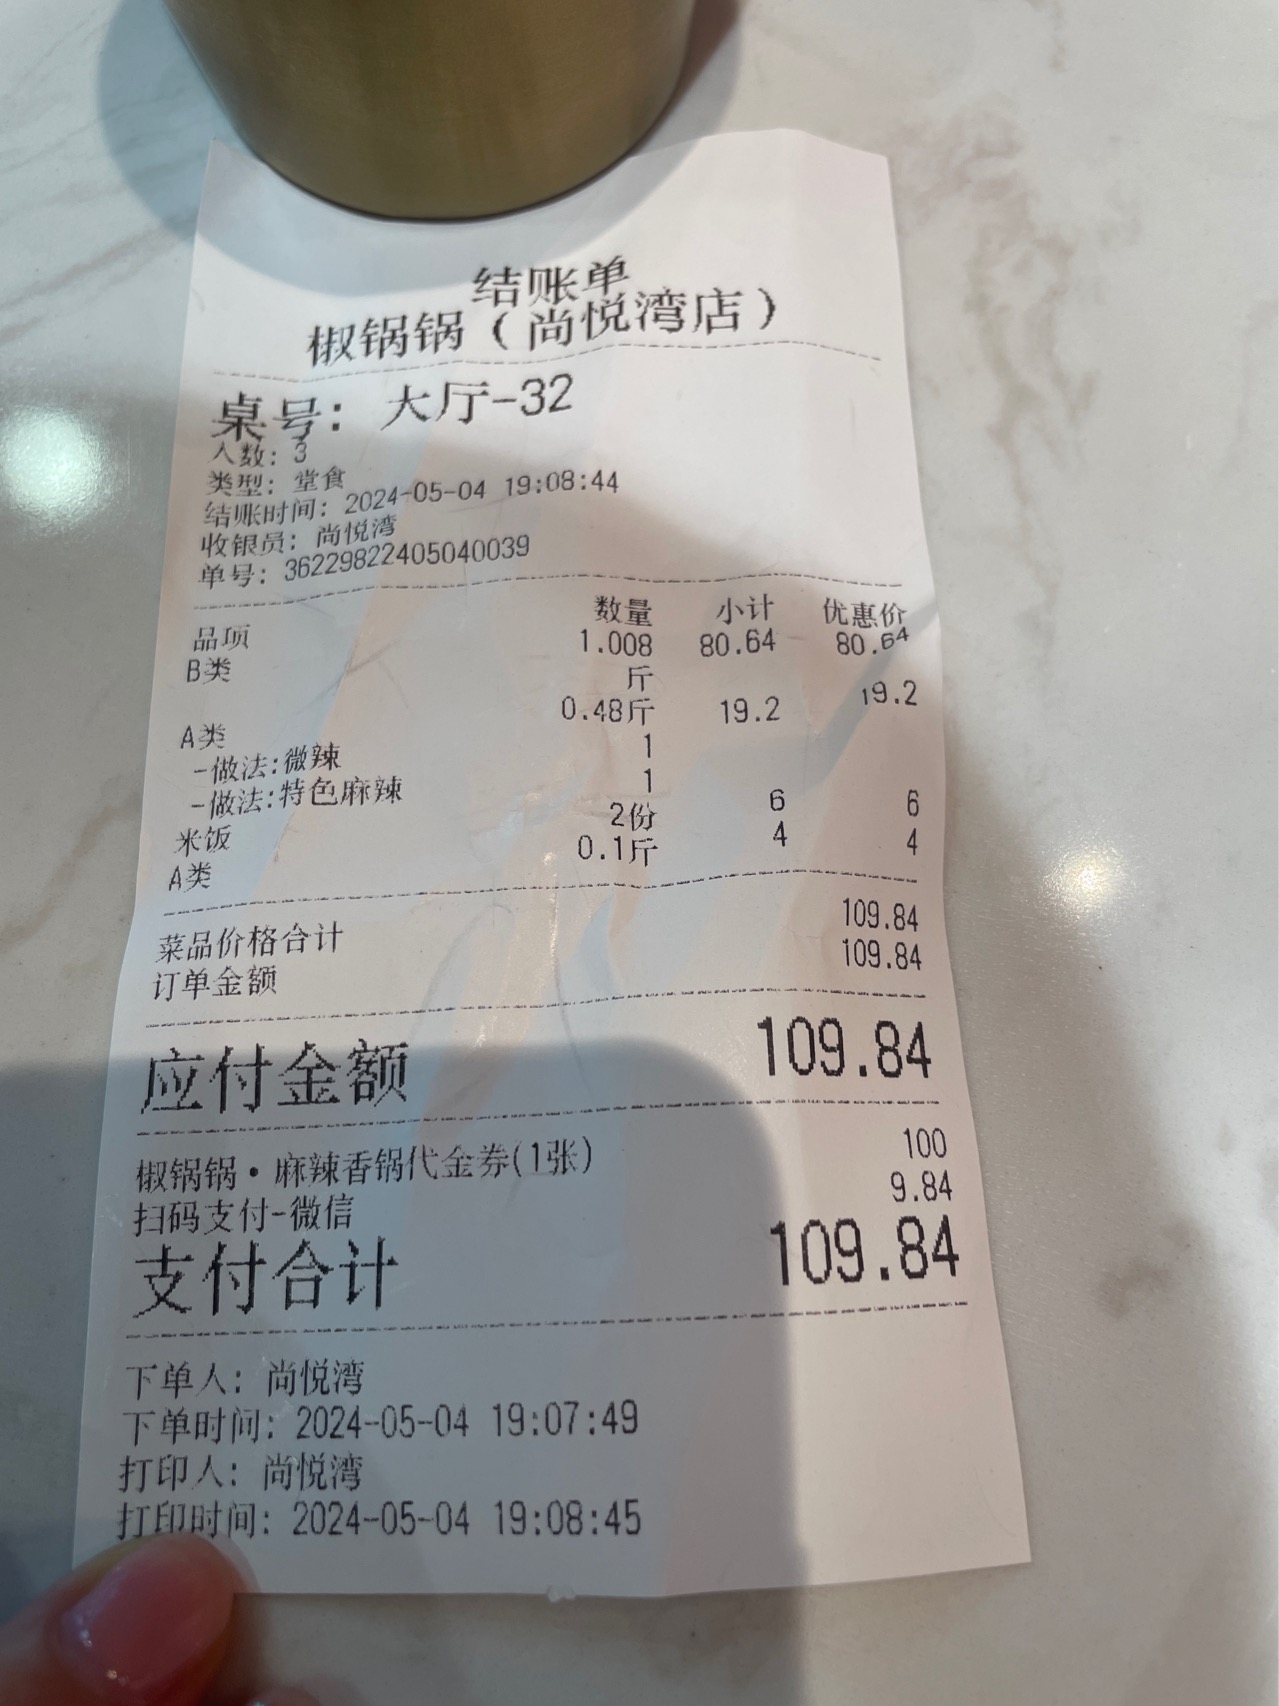 结账单
椒锅锅（尚悦湾店）
桌号: 大厅-32
人数: 3
类型: 堂食
结账时间: 2024-05-04 19:08:44
收银员: 尚悦湾
单号: 36229822405040039
品项 数量 小计 优惠价
B类 1.008斤 80.64 80.64
A类 0.48斤 19.2 19.2
-做法:微辣 1
-做法:特色麻辣 1
米饭 2份 6 6
A类 0.1斤 4 4
菜品价格合计 109.84
订单金额 109.84
应付金额 109.84
椒锅锅·麻辣香锅代金券(1张) 100
扫码支付-微信 9.84
支付合计 109.84
下单人: 尚悦湾
下单时间: 2024-05-04 19:07:49
打印人: 尚悦湾
打印时间: 2024-05-04 19:08:45